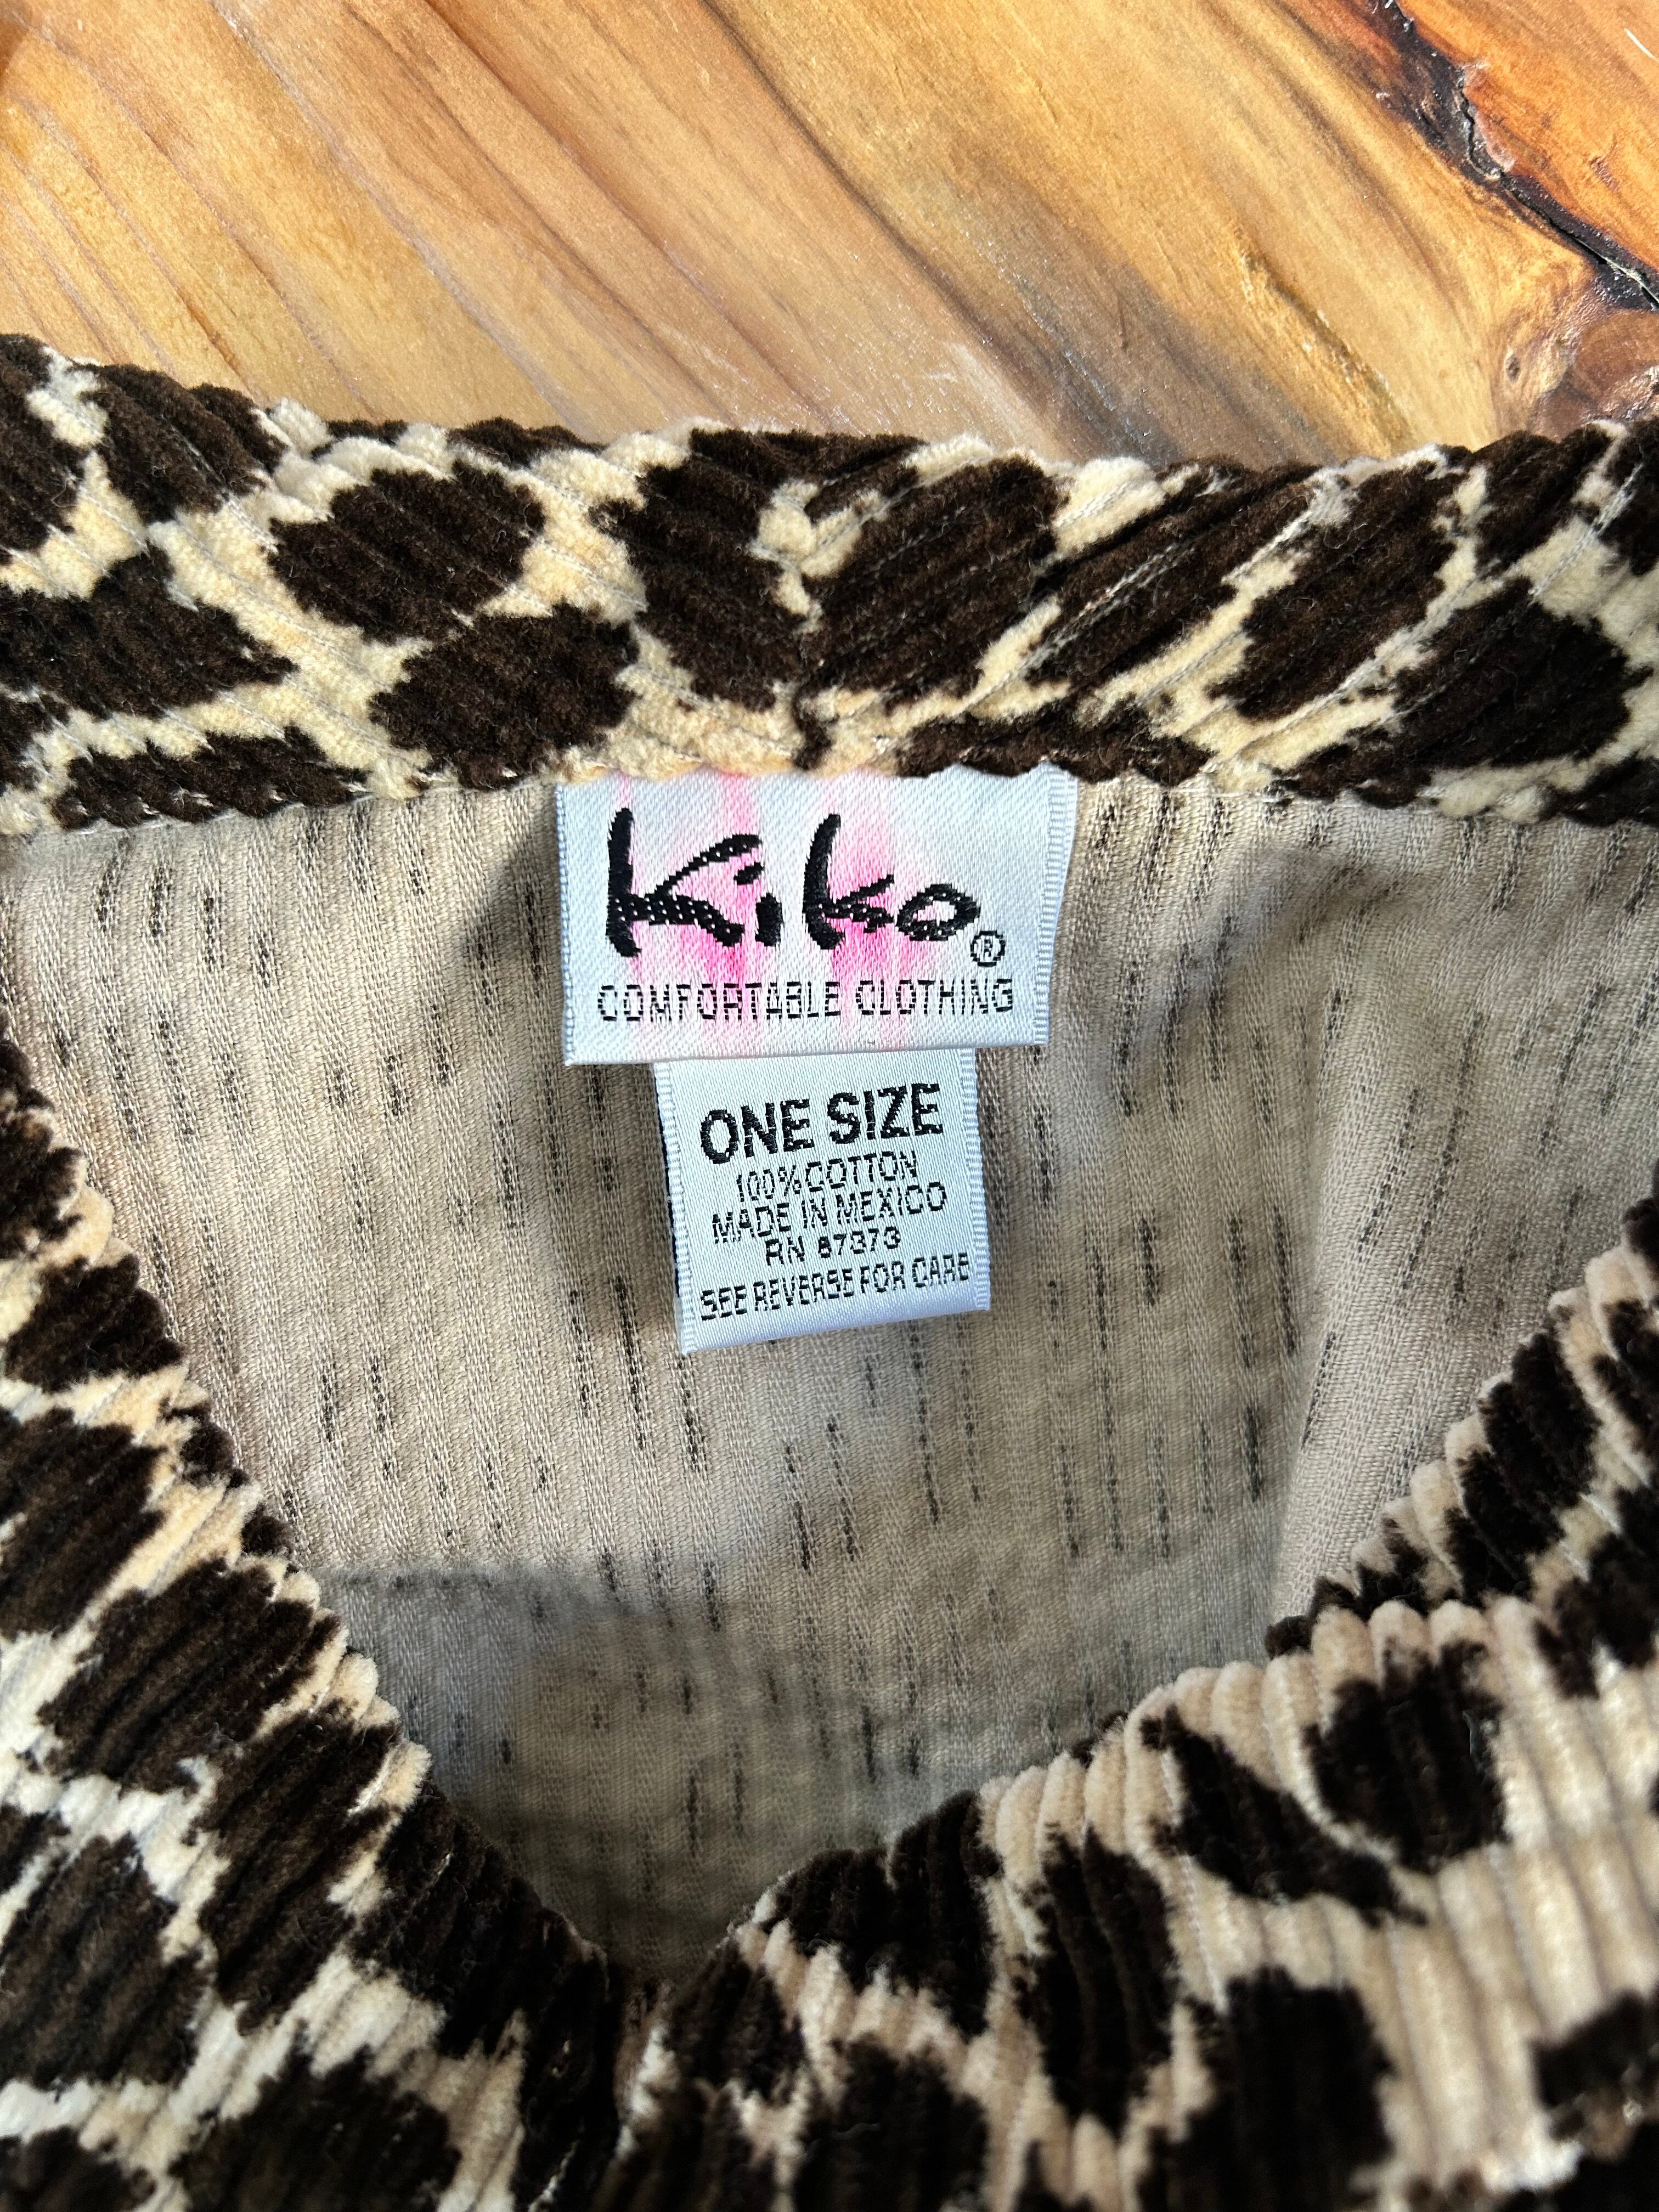 Kiko ®
COMFORTABLE CLOTHING
ONE SIZE
100% COTTON
MADE IN MEXICO
RN 87373
SEE REVERSE FOR CARE